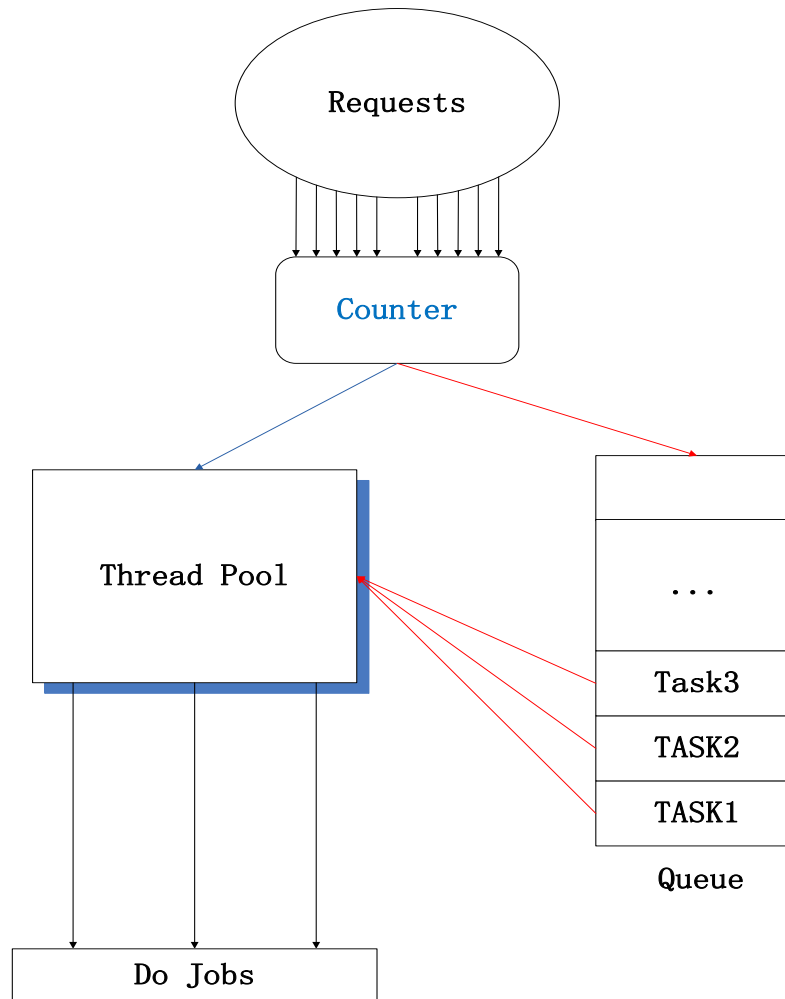 Requests
Counter
Thread Pool
...
Task3
TASK2
TASK1
Queue
Do Jobs